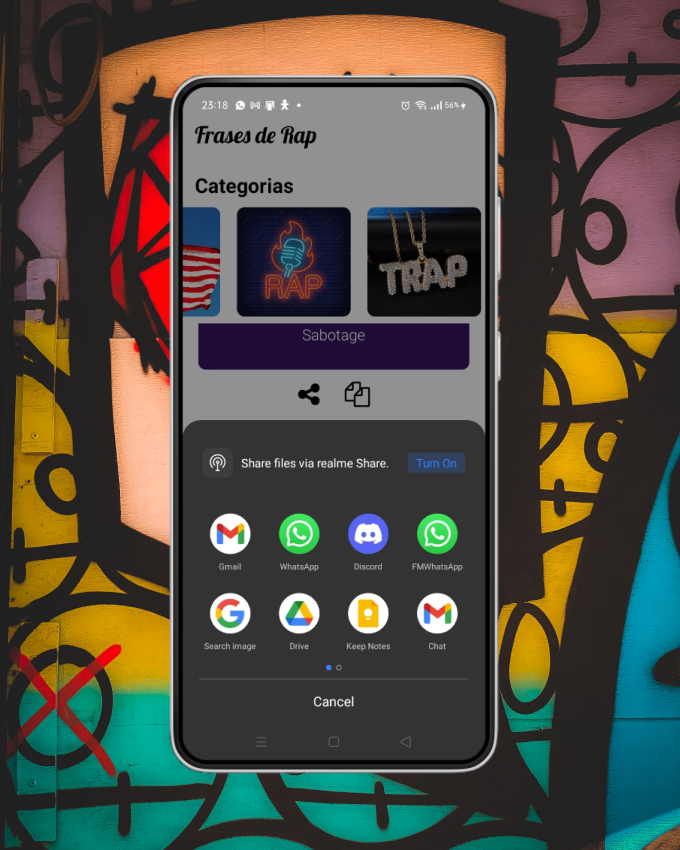 23:18
56%
Frases de Rap
Categorias
RAP
TRAP
Sabotage
Share files via realme Share.
Turn On
Gmail
WhatsApp
Discord
FMWhatsApp
Search image
Drive
Keep Notes
Chat
Cancel